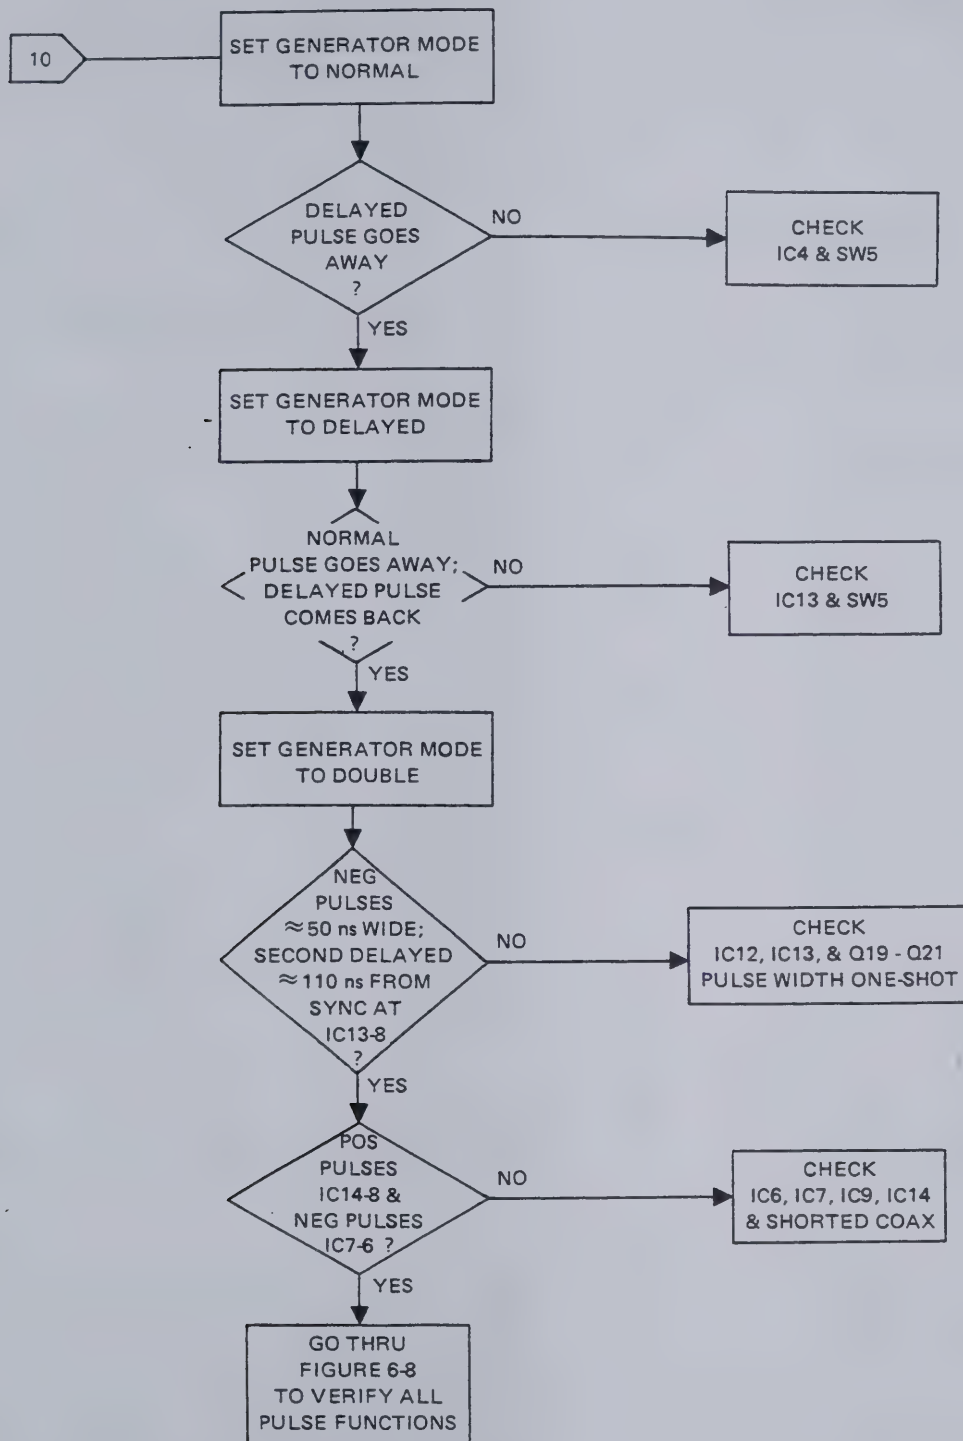 10
SET GENERATOR MODE
TO NORMAL
DELAYED
PULSE GOES
AWAY
?
NO
CHECK
IC4 & SW5
YES
SET GENERATOR MODE
TO DELAYED
NORMAL
PULSE GOES AWAY;
DELAYED PULSE
COMES BACK
?
NO
CHECK
IC13 & SW5
YES
SET GENERATOR MODE
TO DOUBLE
NEG
PULSES
≈50 ns WIDE;
SECOND DELAYED
≈110 ns FROM
SYNC AT
IC13-8
?
NO
CHECK
IC12, IC13, & Q19 - Q21
PULSE WIDTH ONE-SHOT
YES
POS
PULSES
IC14-8 &
NEG PULSES
IC7-6 ?
NO
CHECK
IC6, IC7, IC9, IC14
& SHORTED COAX
YES
GO THRU
FIGURE 6-8
TO VERIFY ALL
PULSE FUNCTIONS